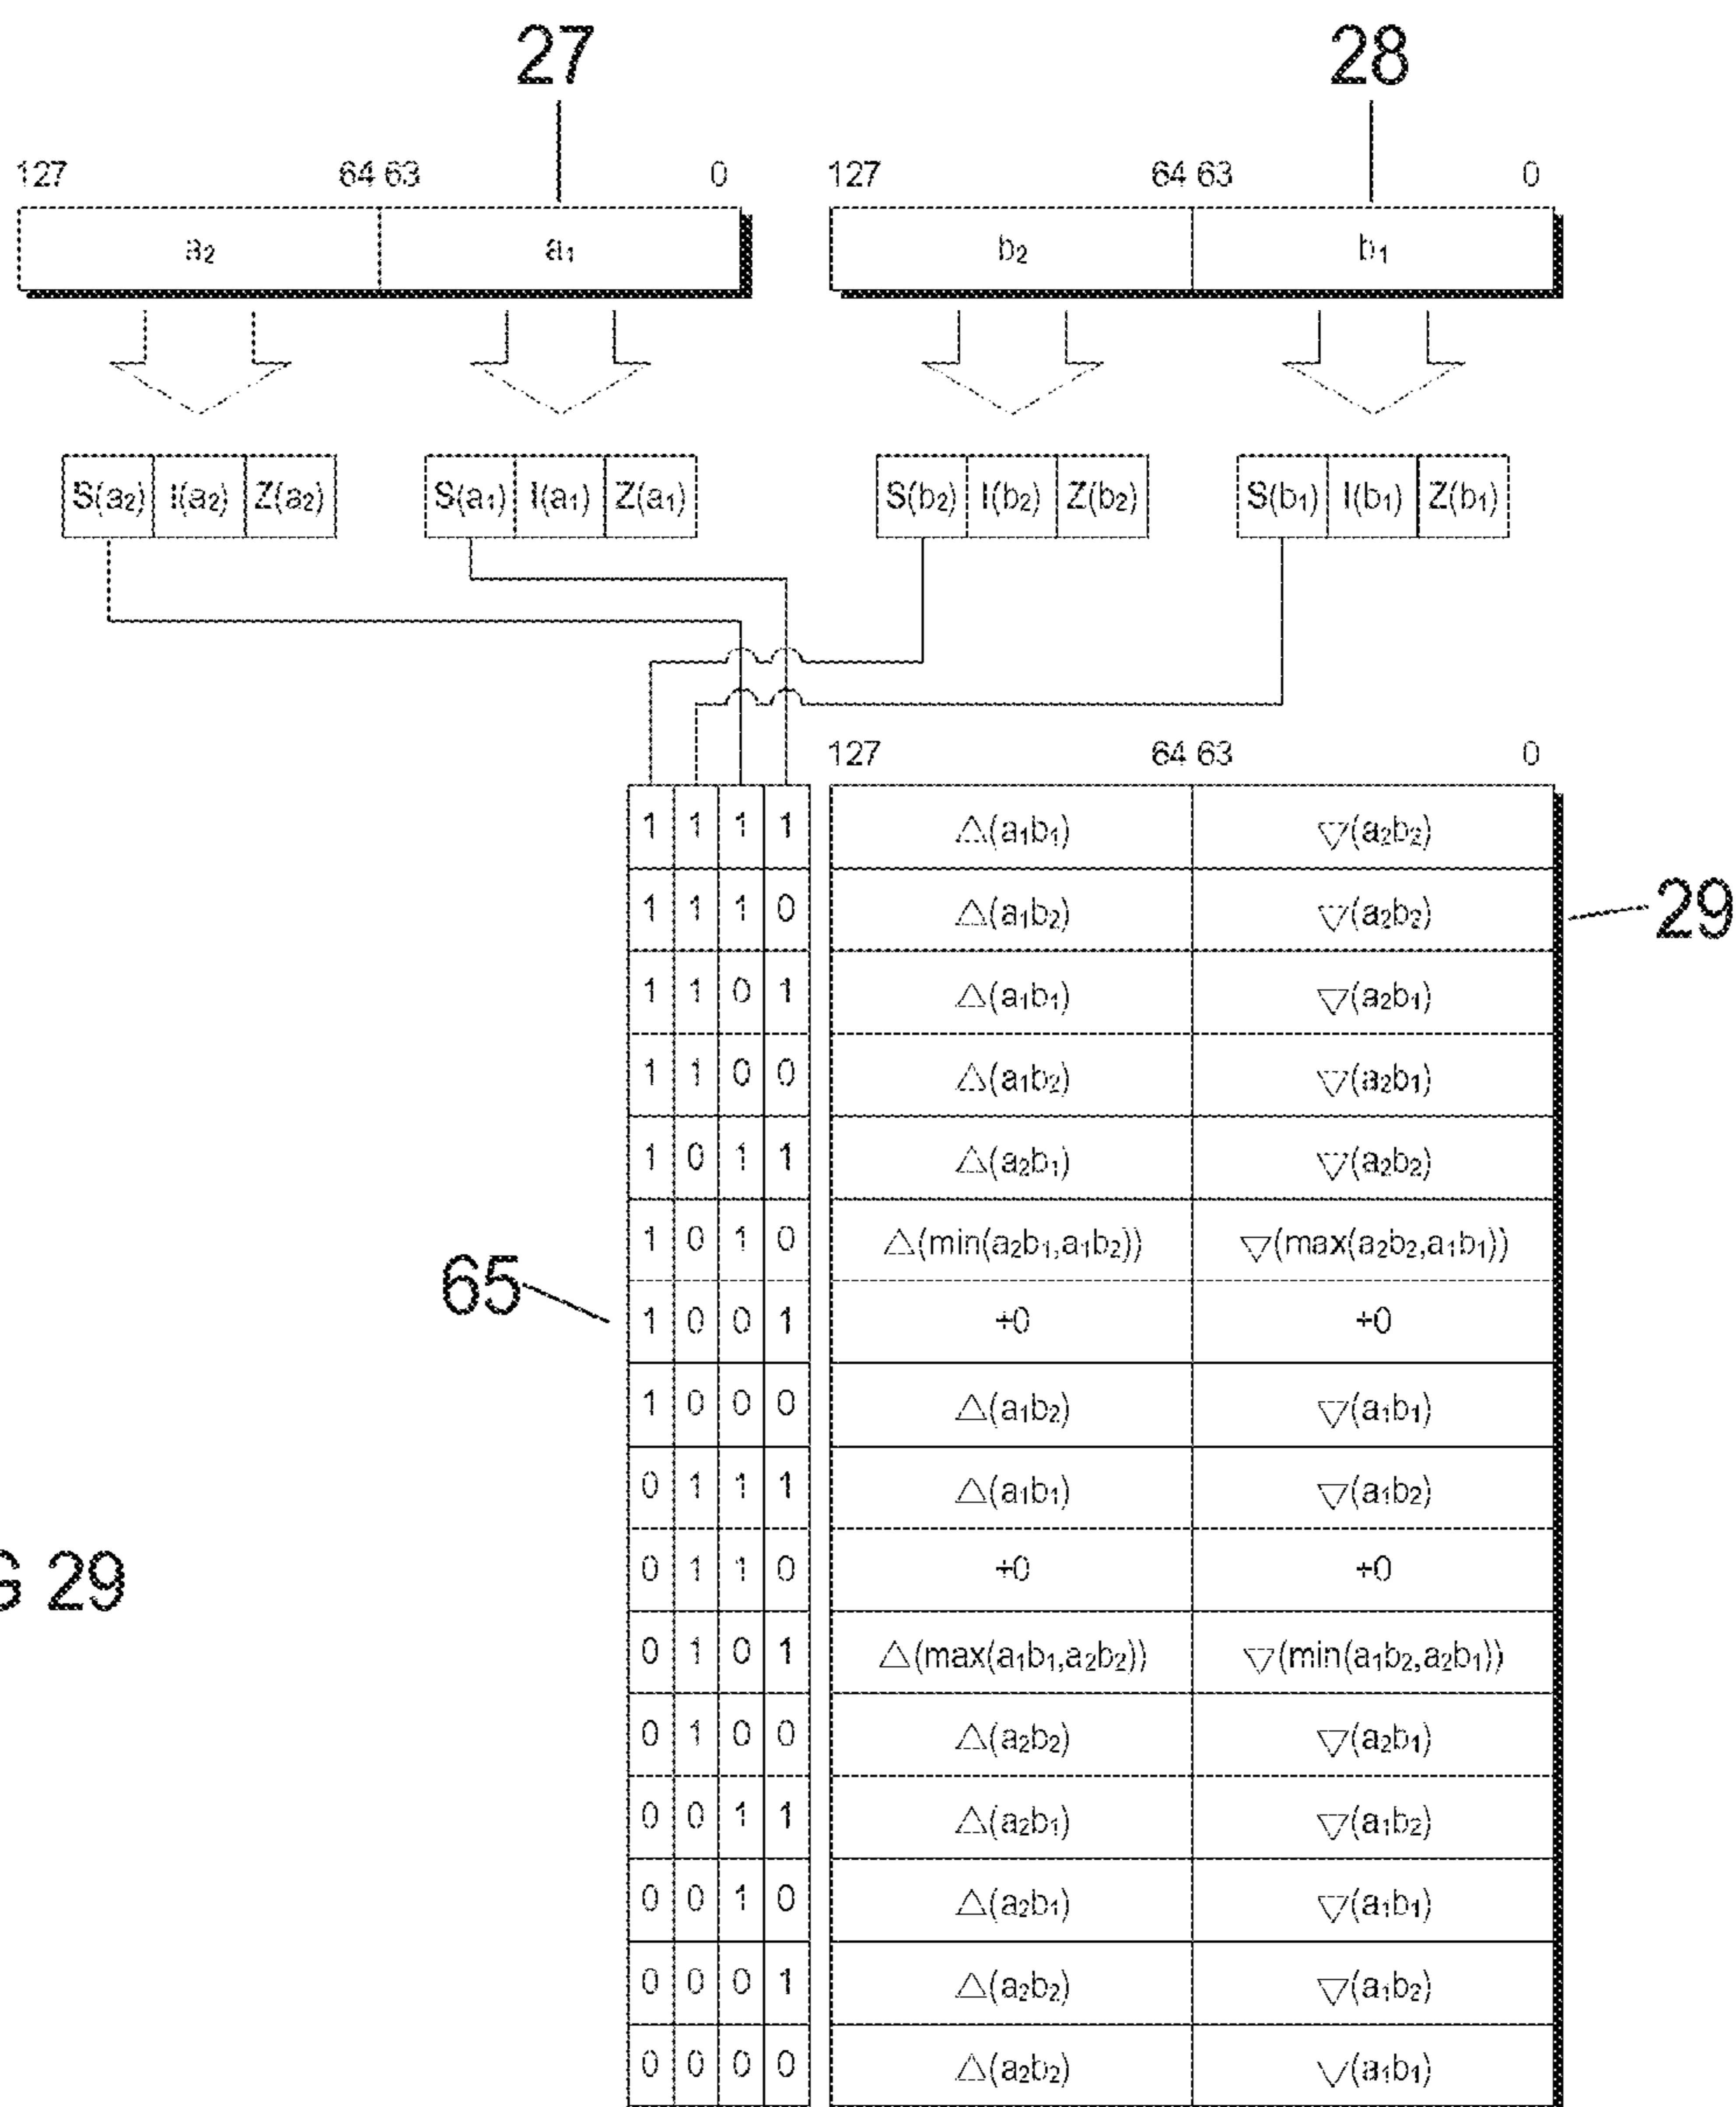 27 28
127 64 63 0 127 64 63 0
a₂ a₁ b₂ b₁
S(a₂) I(a₂) Z(a₂) S(a₁) I(a₁) Z(a₁) S(b₂) I(b₂) Z(b₂) S(b₁) I(b₁) Z(b₁)
127 64 63 0
1 1 1 1 △(a₁b₁) ▽(a₂b₂)
1 1 1 0 △(a₁b₂) ▽(a₂b₂)
29
1 1 0 1 △(a₁b₁) ▽(a₂b₁)
1 1 0 0 △(a₁b₂) ▽(a₂b₁)
1 0 1 1 △(a₂b₁) ▽(a₂b₂)
1 0 1 0 △(min(a₂b₁,a₁b₂)) ▽(max(a₂b₂,a₁b₁))
65
1 0 0 1 +0 +0
1 0 0 0 △(a₁b₂) ▽(a₁b₁)
0 1 1 1 △(a₁b₁) ▽(a₁b₂)
0 1 1 0 +0 +0
G 29
0 1 0 1 △(max(a₁b₁,a₂b₂)) ▽(min(a₁b₂,a₂b₁))
0 1 0 0 △(a₂b₂) ▽(a₂b₁)
0 0 1 1 △(a₂b₁) ▽(a₁b₂)
0 0 1 0 △(a₂b₁) ▽(a₁b₁)
0 0 0 1 △(a₂b₂) ▽(a₁b₂)
0 0 0 0 △(a₂b₂) ▽(a₁b₁)